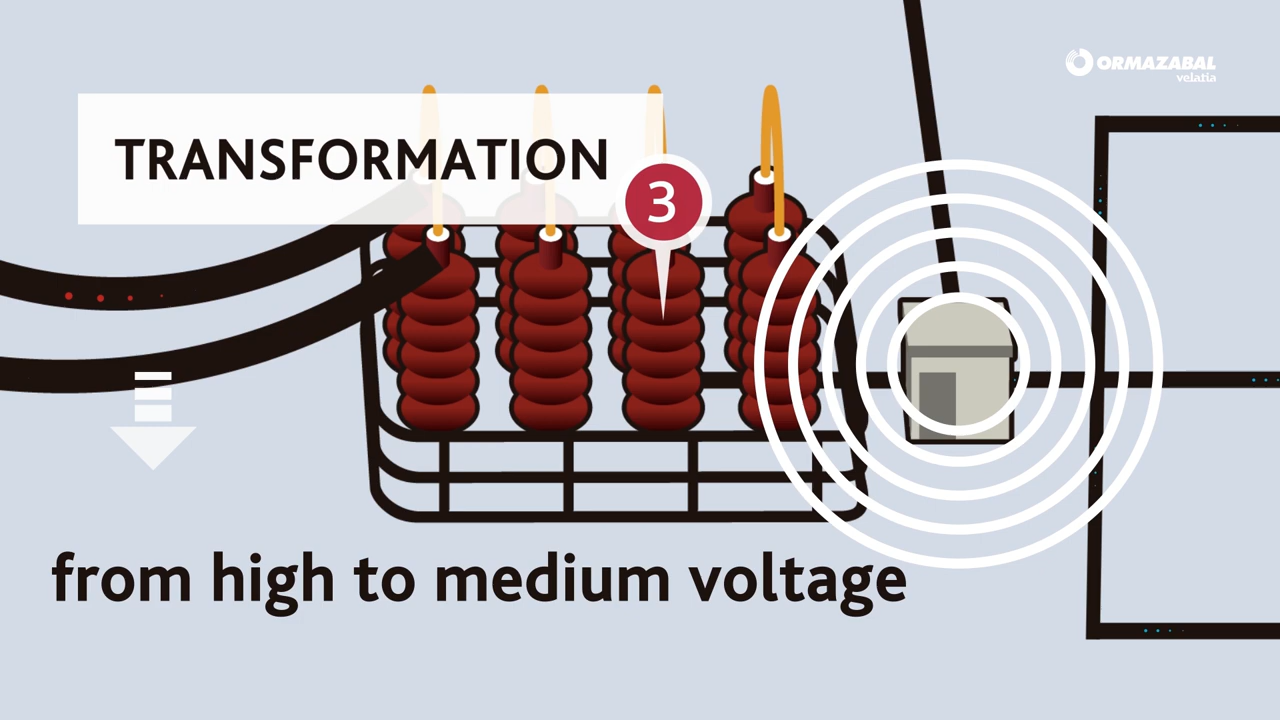 ORMAZABAL
velatia
TRANSFORMATION
3
from high to medium voltage